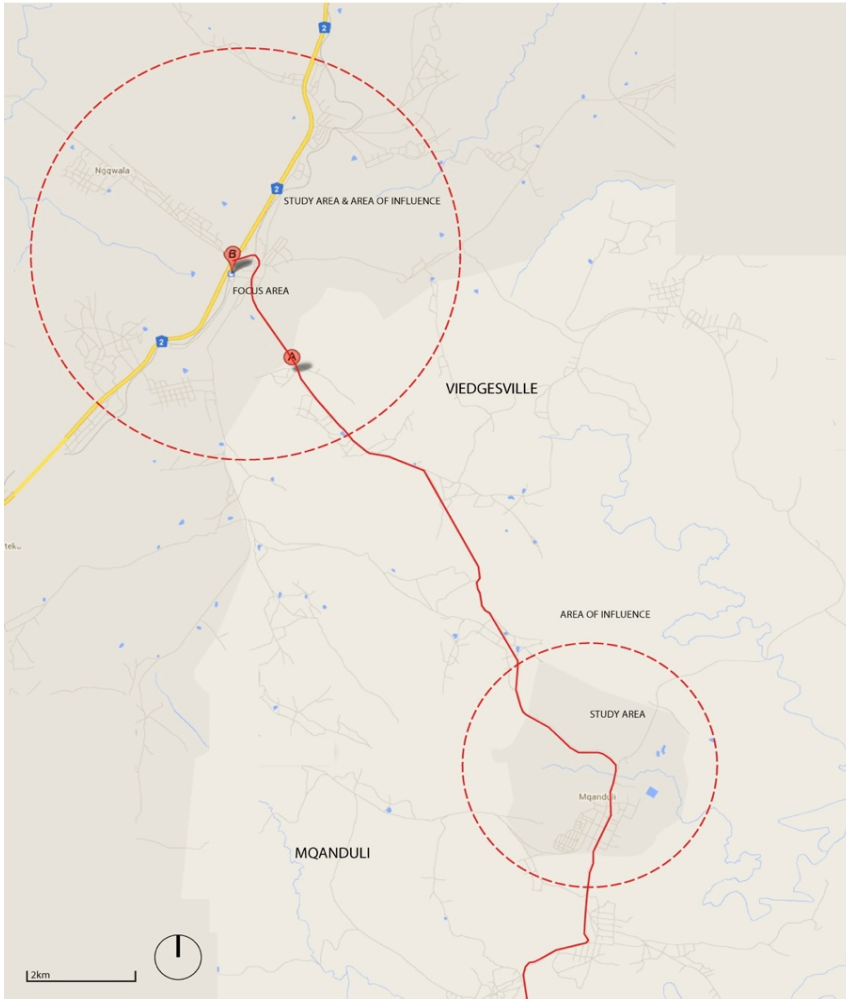 2
2
Ngqwala
STUDY AREA & AREA OF INFLUENCE
B
FOCUS AREA
2
A
VIEDGESVILLE
AREA OF INFLUENCE
STUDY AREA
Mqanduli
MQANDULI
2km